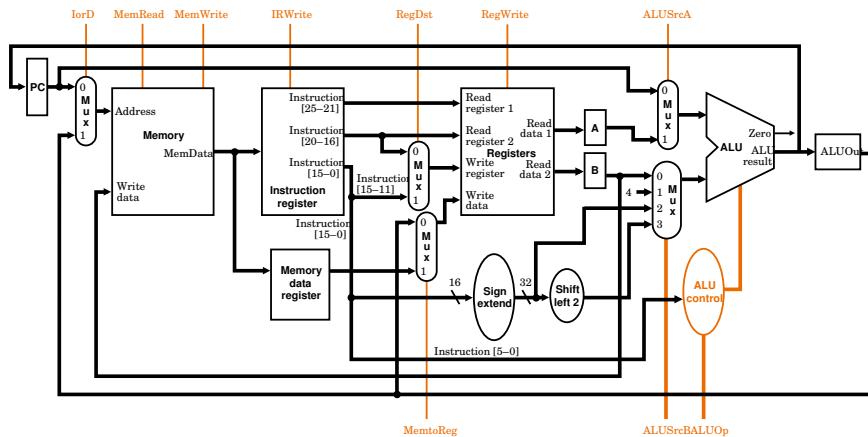 IorD
MemRead
MemWrite
IRWrite
RegDst
RegWrite
ALUSrcA
PC
0
M
u
x
1
Address
Memory
MemData
Write
data
Instruction
[25–21]
Instruction
[20–16]
Instruction
[15–0]
Instruction
register
Instruction
[15–0]
Instruction
[15–11]
Memory
data
register
0
M
u
x
1
0
M
u
x
1
Read
register 1
Read
register 2
Registers
Write
register
Write
data
Read
data 1
Read
data 2
A
B
4
0
M
u
x
1
0
1
2
3
M
u
x
Zero
ALU
ALU
result
ALUOut
16
Sign
extend
32
Shift
left 2
ALU
control
Instruction [5–0]
MemtoReg
ALUSrcB
ALUOp